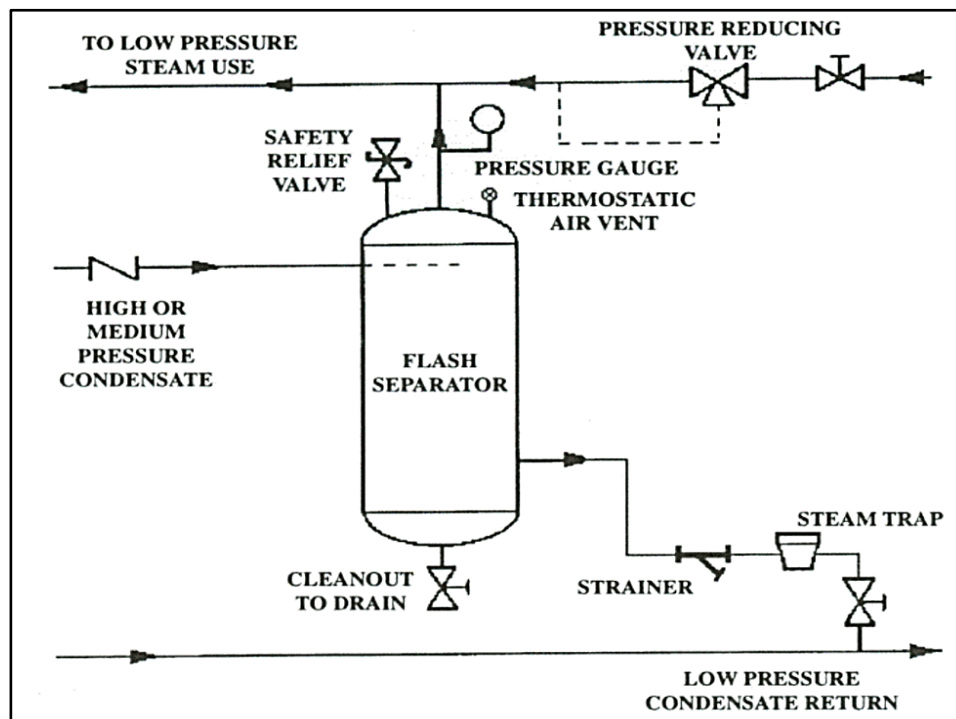 TO LOW PRESSURE
STEAM USE
PRESSURE REDUCING
VALVE
SAFETY
RELIEF
VALVE
PRESSURE GAUGE
THERMOSTATIC
AIR VENT
HIGH OR
MEDIUM
PRESSURE
CONDENSATE
FLASH
SEPARATOR
STEAM TRAP
CLEANOUT
TO DRAIN
STRAINER
LOW PRESSURE
CONDENSATE RETURN